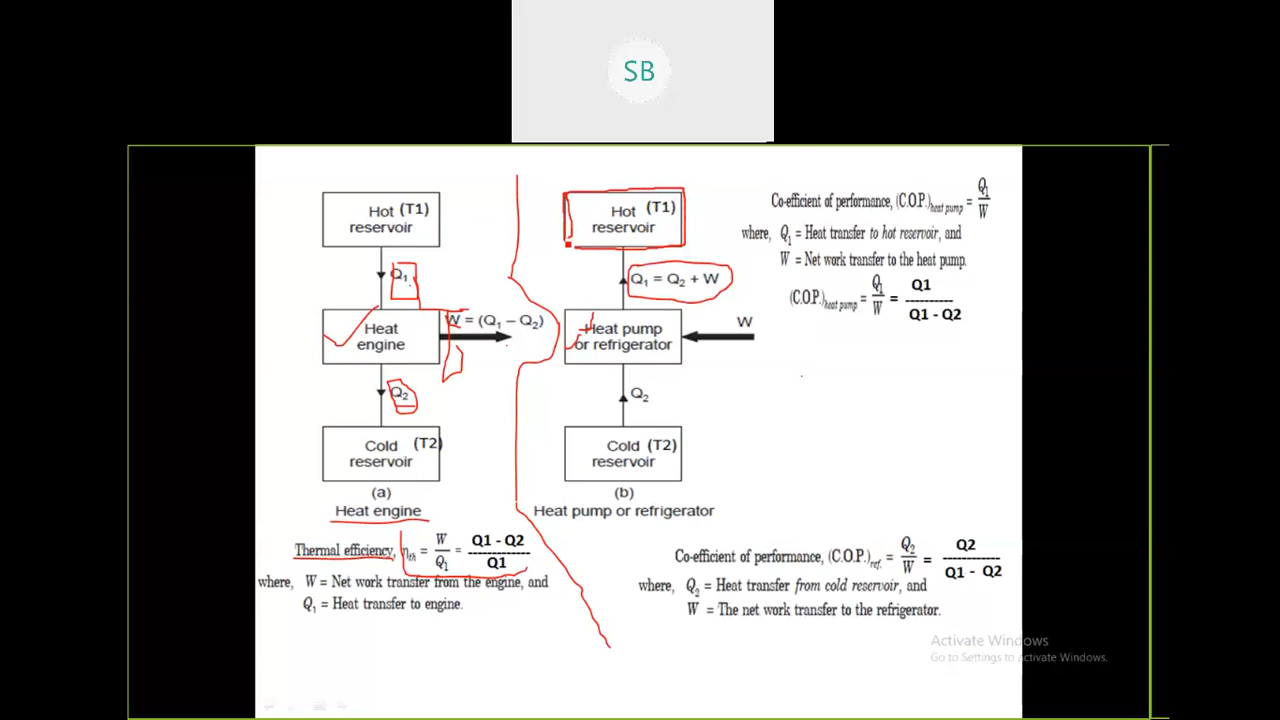 SB
Hot (T1)
reservoir
Q₁
Heat
engine
W = (Q₁ – Q₂)
Q₂
Cold (T2)
reservoir
(a)
Heat engine
Thermal efficiency, ηth = W/Q₁ = Q1 - Q2 / Q1
where, W = Net work transfer from the engine, and
Q₁ = Heat transfer to engine.
Hot (T1)
reservoir
Q₁ = Q₂ + W
Heat pump
or refrigerator
W
Q₂
Cold (T2)
reservoir
(b)
Heat pump or refrigerator
Co-efficient of performance, (C.O.P.)heat pump = Q₁/W
where, Q₁ = Heat transfer to hot reservoir, and
W = Net work transfer to the heat pump.
(C.O.P.)heat pump = Q₁/W = Q1 / Q1 - Q2
Co-efficient of performance, (C.O.P.)ref. = Q₂/W = Q2 / Q1 - Q2
where, Q₂ = Heat transfer from cold reservoir, and
W = The net work transfer to the refrigerator.
Activate Windows
Go to Settings to activate Windows.